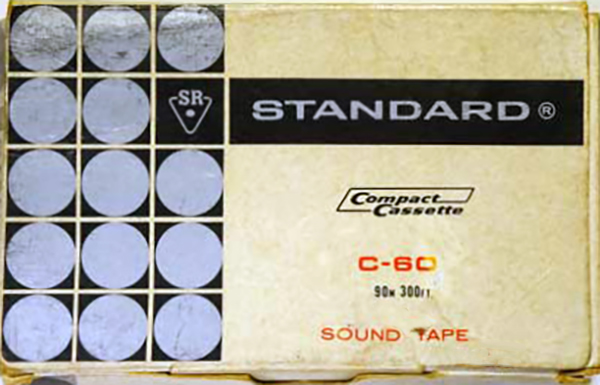 SR
STANDARD®
Compact
Cassette
C-60
90M 300FT.
SOUND TAPE